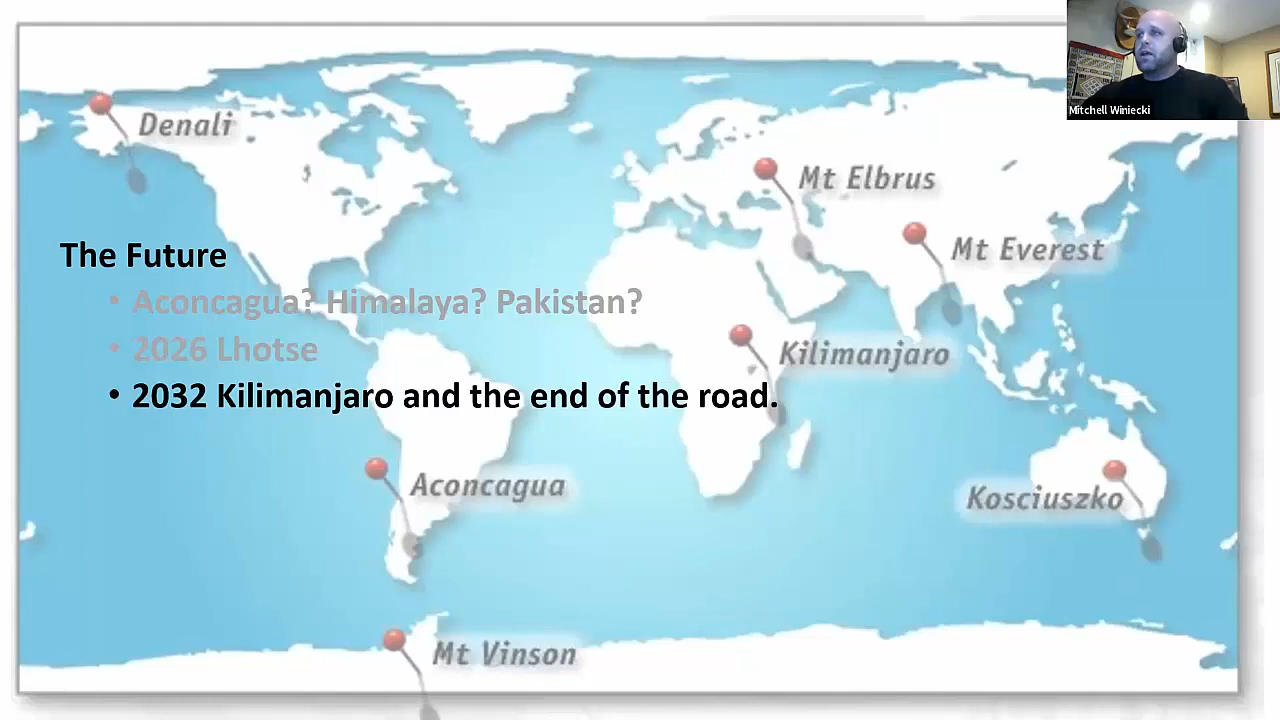 Mitchell Winiecki
Denali
Mt Elbrus
Mt Everest
The Future
• Aconcagua? Himalaya? Pakistan?
• 2026 Lhotse
Kilimanjaro
• 2032 Kilimanjaro and the end of the road.
Aconcagua
Kosciuszko
Mt Vinson